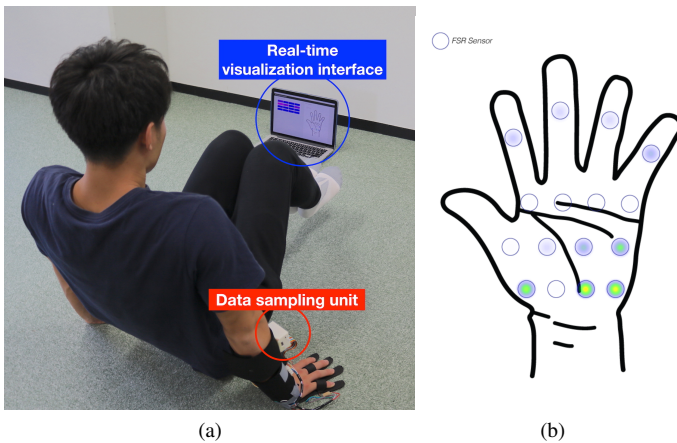 Real-time
visualization interface
Data sampling unit
FSR Sensor
(a)
(b)